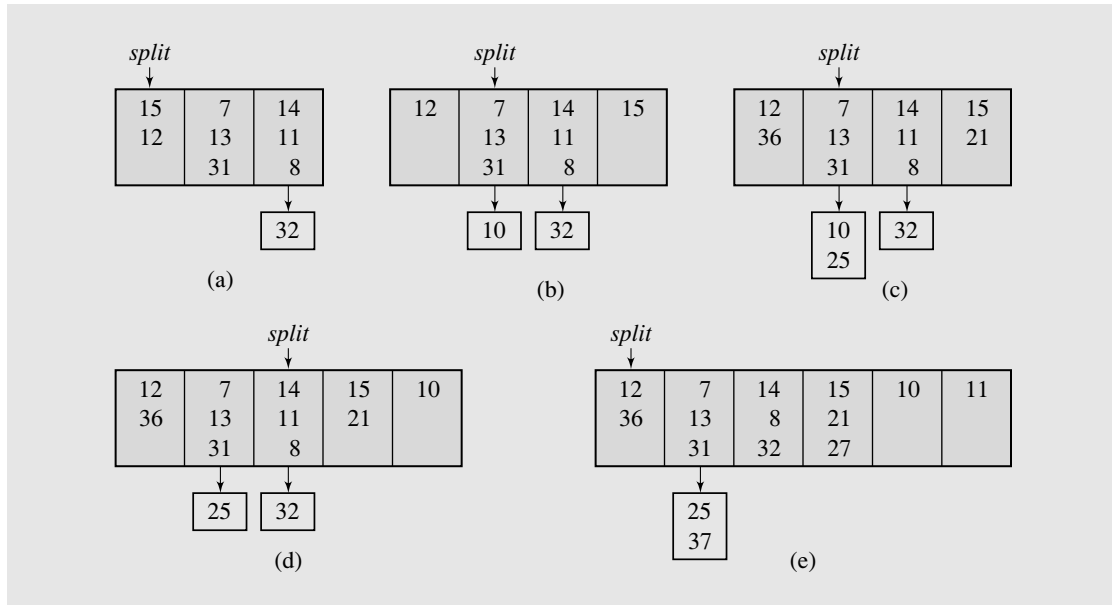 split
split
split
15 7 14
12 13 11
31 8
32
(a)
12 7 14 15
13 11
31 8
10 32
(b)
12 7 14 15
36 13 11 21
31 8
10 32
25
(c)
split
split
12 7 14 15 10
36 13 11 21
31 8
25 32
(d)
12 7 14 15 10 11
36 13 8 21
31 32 27
25
37
(e)